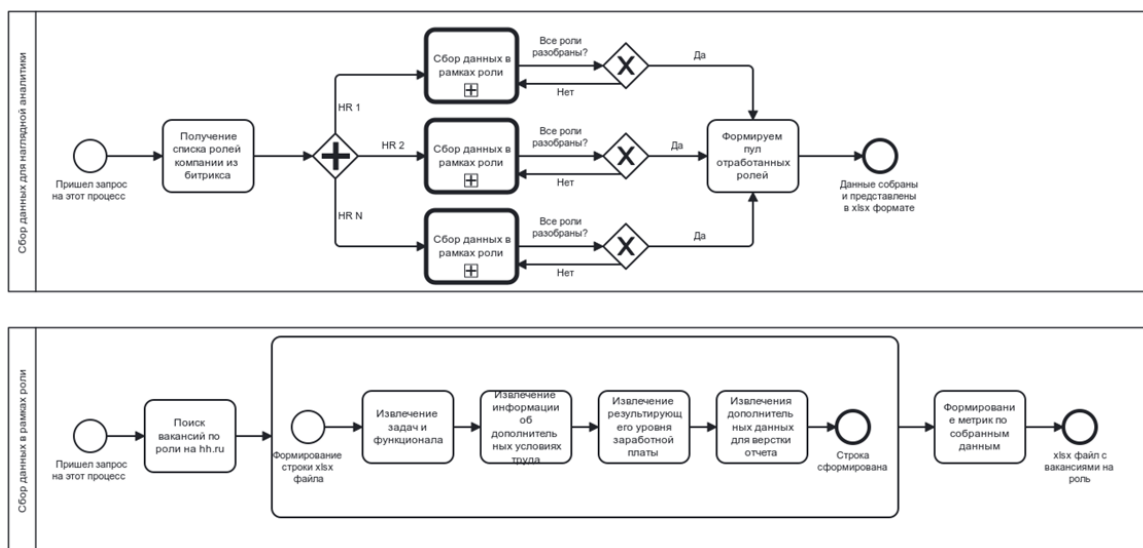 Сбор данных для наглядной аналитики
Пришел запрос
на этот процесс
Получение
списка ролей
компании из
битрикса
HR 1
HR 2
HR N
Сбор данных в
рамках роли
Все роли
разобраны?
Нет
Да
Сбор данных в
рамках роли
Все роли
разобраны?
Нет
Да
Сбор данных в
рамках роли
Все роли
разобраны?
Нет
Да
Формируем
пул
отработанных
ролей
Данные собраны
и представлены
в xlsx формате
Сбор данных в рамках роли
Пришел запрос
на этот процесс
Поиск
вакансий по
роли на hh.ru
Формирование
строки xlsx
файла
Извлечение
задач и
функционала
Извлечение
информации
об
дополнитель
ных условиях
труда
Извлечение
результирующ
его уровня
заработной
платы
Извлечения
дополнитель
ных данных
для верстки
отчета
Строка
сформирована
Формировани
е метрик по
собранным
данным
xlsx файл с
вакансиями на
роль